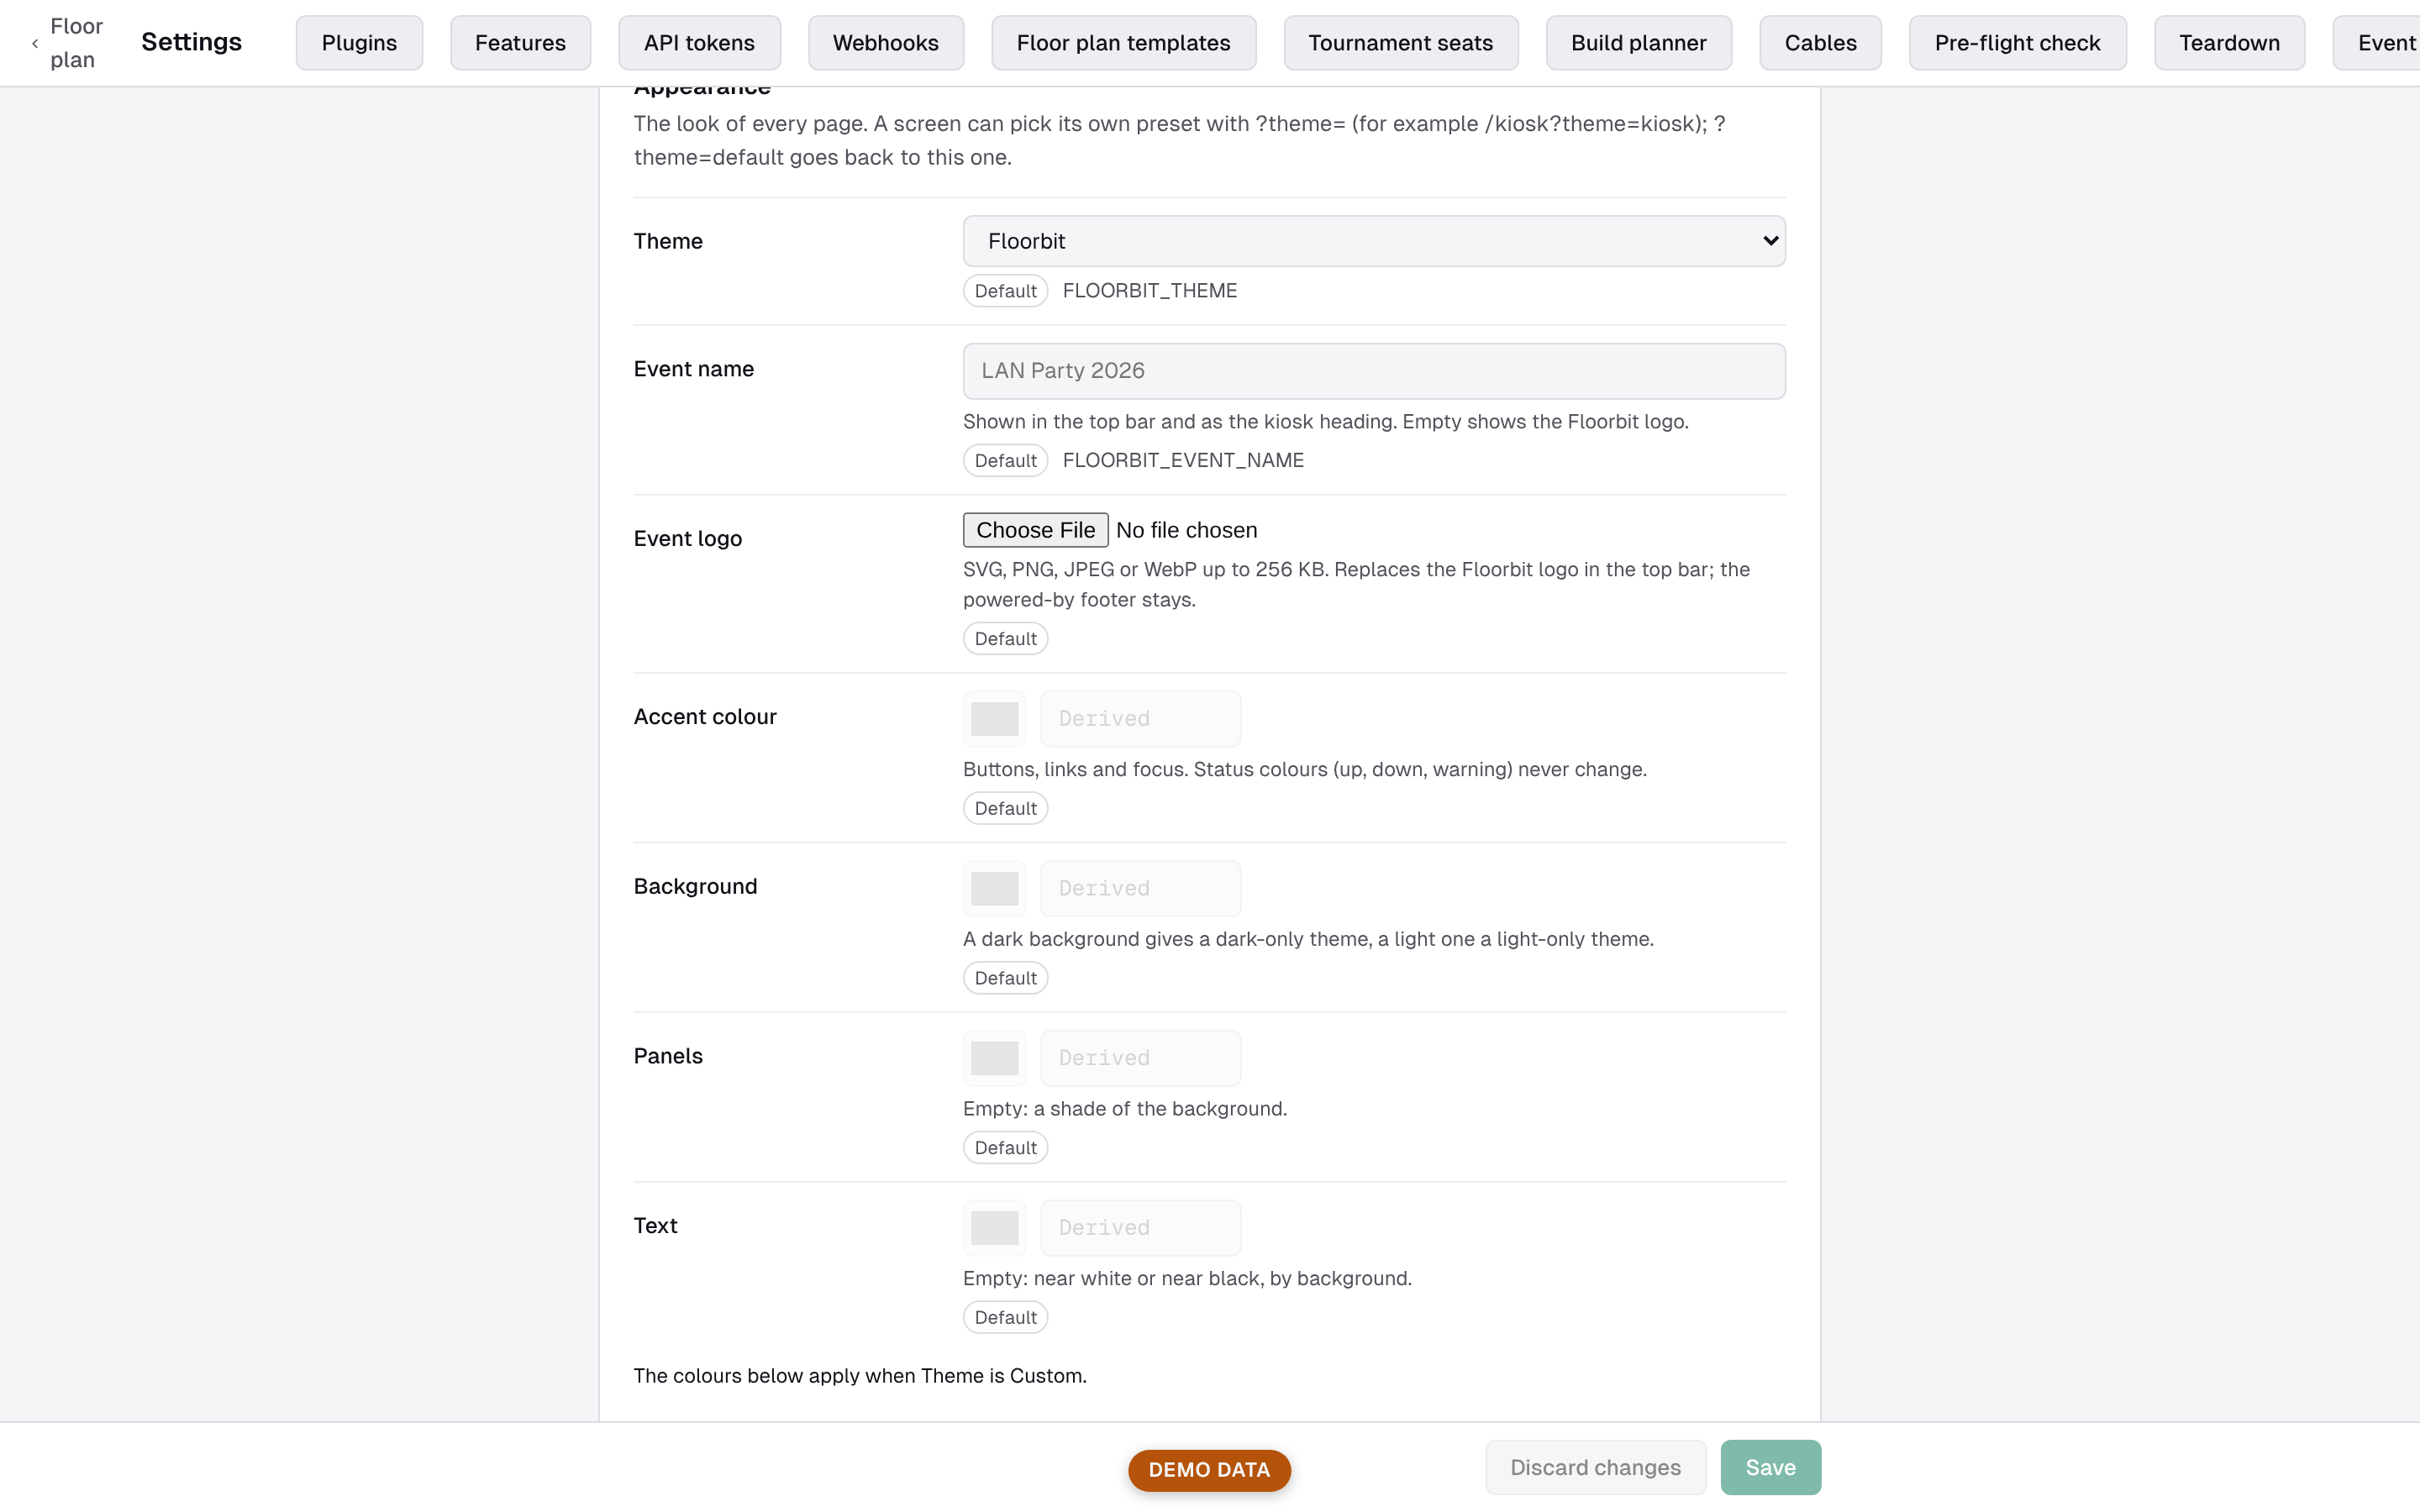 ‹ Floor plan
Settings
Plugins
Features
API tokens
Webhooks
Floor plan templates
Tournament seats
Build planner
Cables
Pre-flight check
Teardown
Event
Appearance
The look of every page. A screen can pick its own preset with ?theme= (for example /kiosk?theme=kiosk); ?
theme=default goes back to this one.
Theme
Floorbit
Default FLOORBIT_THEME
Event name
LAN Party 2026
Shown in the top bar and as the kiosk heading. Empty shows the Floorbit logo.
Default FLOORBIT_EVENT_NAME
Event logo
Choose File No file chosen
SVG, PNG, JPEG or WebP up to 256 KB. Replaces the Floorbit logo in the top bar; the
powered-by footer stays.
Default
Accent colour
Derived
Buttons, links and focus. Status colours (up, down, warning) never change.
Default
Background
Derived
A dark background gives a dark-only theme, a light one a light-only theme.
Default
Panels
Derived
Empty: a shade of the background.
Default
Text
Derived
Empty: near white or near black, by background.
Default
The colours below apply when Theme is Custom.
DEMO DATA
Discard changes
Save